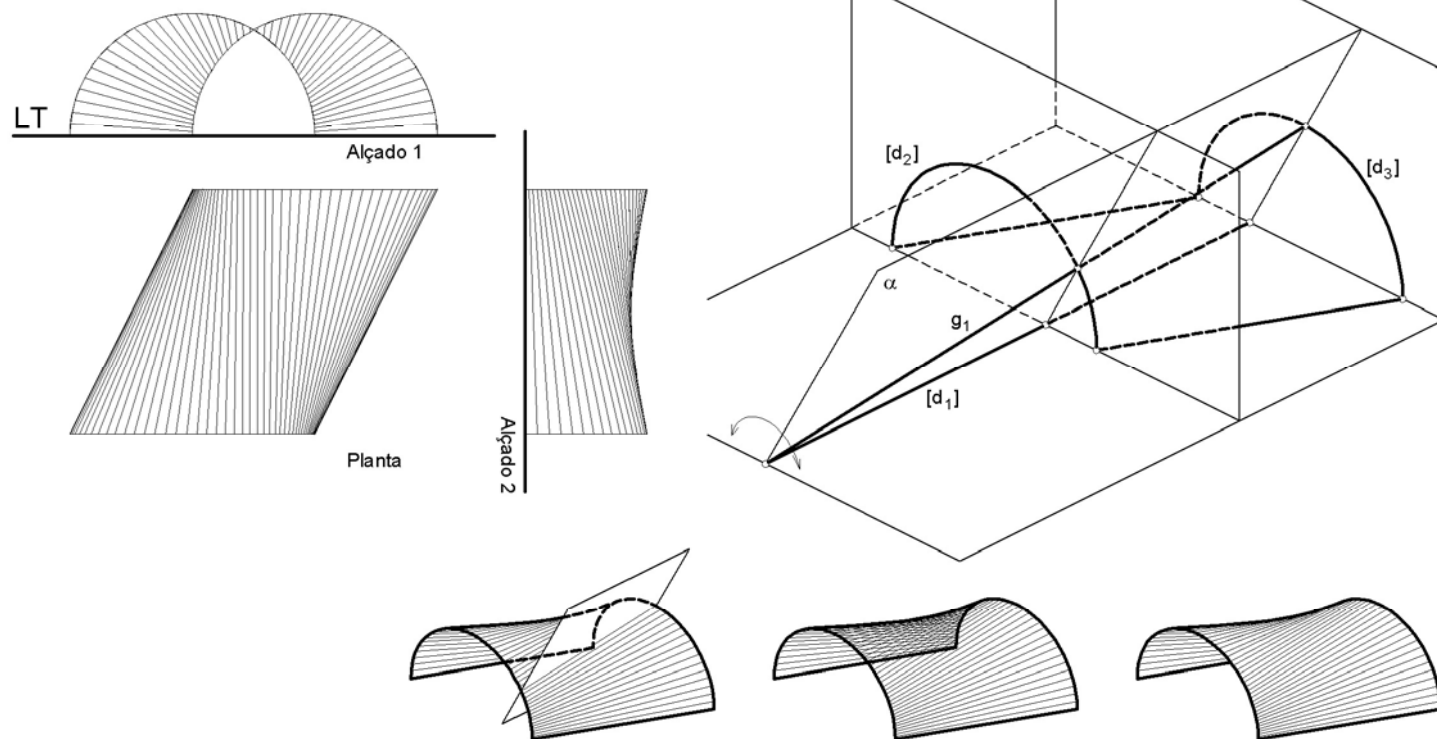 LT
Alçado 1
Alçado 2
Planta
[d2]
[d3]
α
g1
[d1]